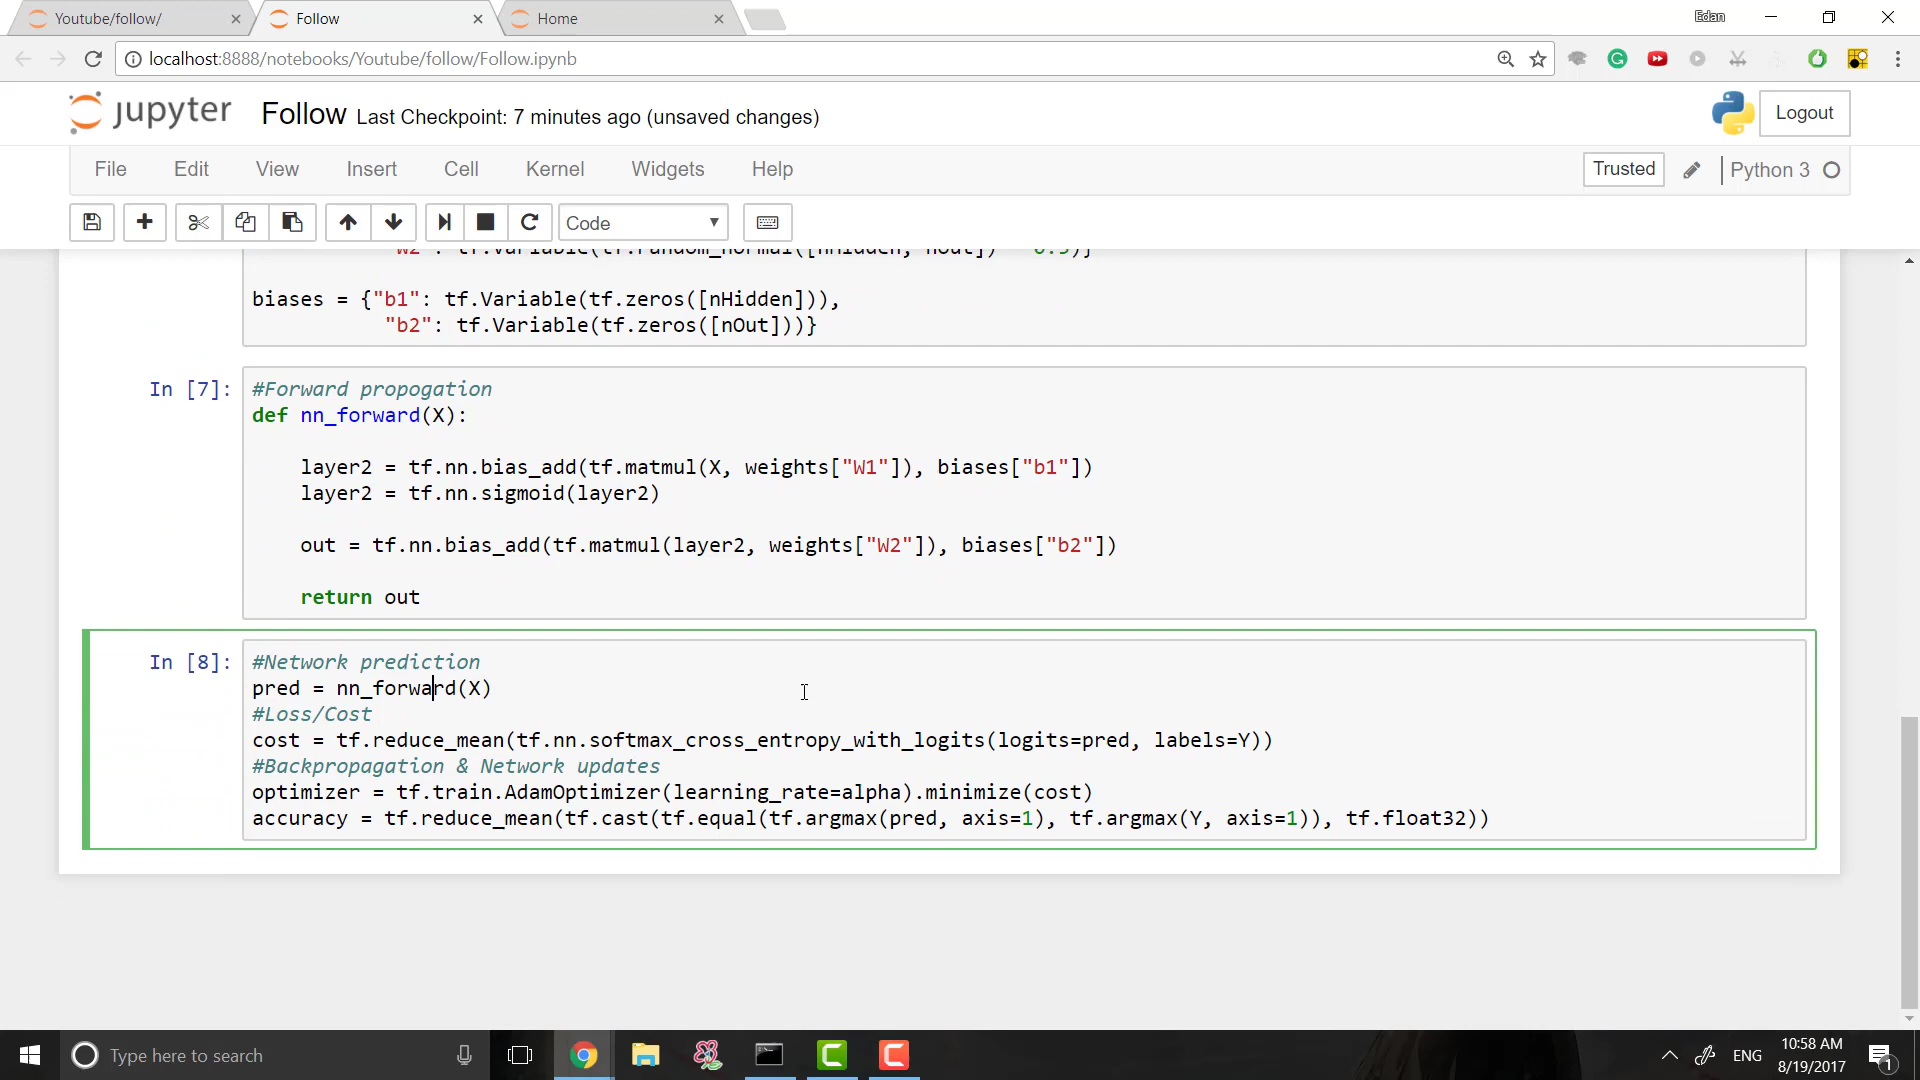 Youtube/follow/
Follow
Home
Edan
localhost:8888/notebooks/Youtube/follow/Follow.ipynb
jupyter
Follow Last Checkpoint: 7 minutes ago (unsaved changes)
Logout
File Edit View Insert Cell Kernel Widgets Help
Trusted
Python 3
Code
biases = {"b1": tf.Variable(tf.zeros([nHidden])),
"b2": tf.Variable(tf.zeros([nOut]))}
In [7]:
#Forward propogation
def nn_forward(X):
layer2 = tf.nn.bias_add(tf.matmul(X, weights["W1"]), biases["b1"])
layer2 = tf.nn.sigmoid(layer2)
out = tf.nn.bias_add(tf.matmul(layer2, weights["W2"]), biases["b2"])
return out
In [8]:
#Network prediction
pred = nn_forward(X)
#Loss/Cost
cost = tf.reduce_mean(tf.nn.softmax_cross_entropy_with_logits(logits=pred, labels=Y))
#Backpropagation & Network updates
optimizer = tf.train.AdamOptimizer(learning_rate=alpha).minimize(cost)
accuracy = tf.reduce_mean(tf.cast(tf.equal(tf.argmax(pred, axis=1), tf.argmax(Y, axis=1)), tf.float32))
Type here to search
ENG
10:58 AM
8/19/2017
1